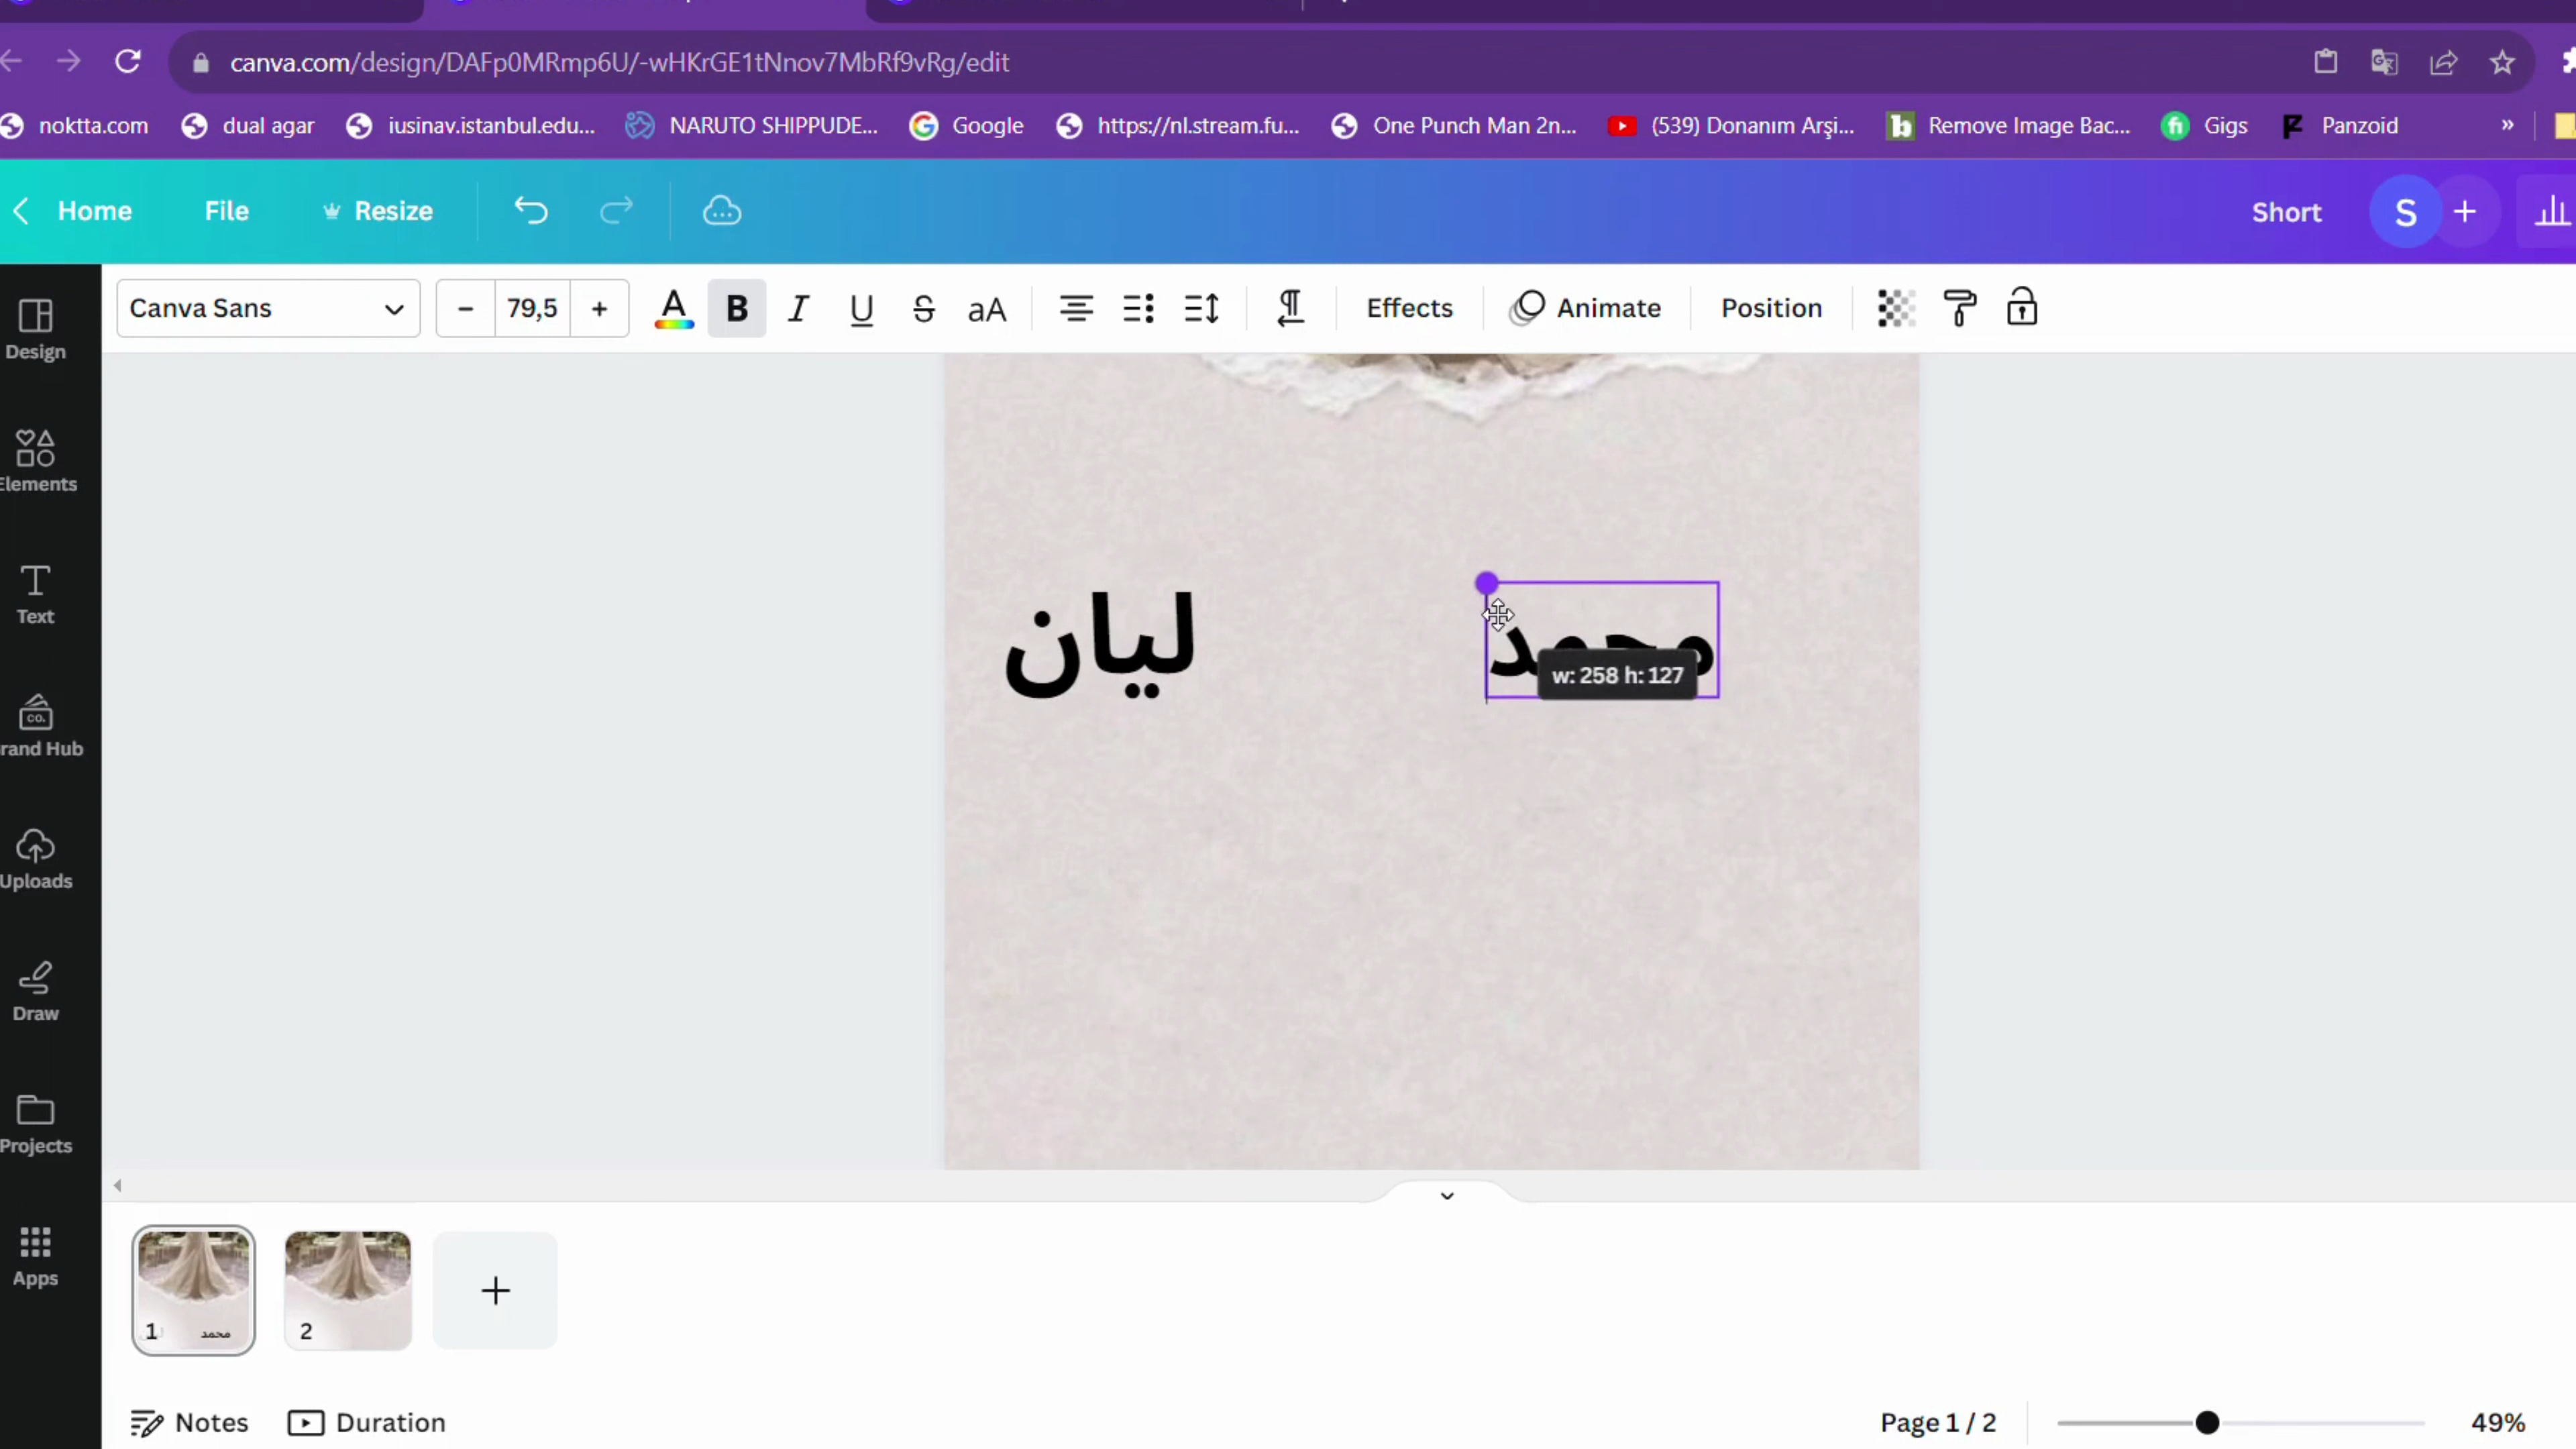 canva.com/design/DAFp0MRmp6U/-wHKrGE1tNnov7MbRf9vRg/edit
noktta.com dual agar iusinav.istanbul.edu... NARUTO SHIPPUDE... Google https://nl.stream.fu... One Punch Man 2n... (539) Donanım Arşi... Remove Image Bac... Gigs Panzoid »
Home File Resize Short S +
Canva Sans - 79,5 + A B I U S aA Effects Animate Position
Design
Elements
Text
CO.
rand Hub
Uploads
Draw
Projects
Apps
محمد ليان
w: 258 h: 127
1 محمد 2 +
Notes Duration Page 1 / 2 49%